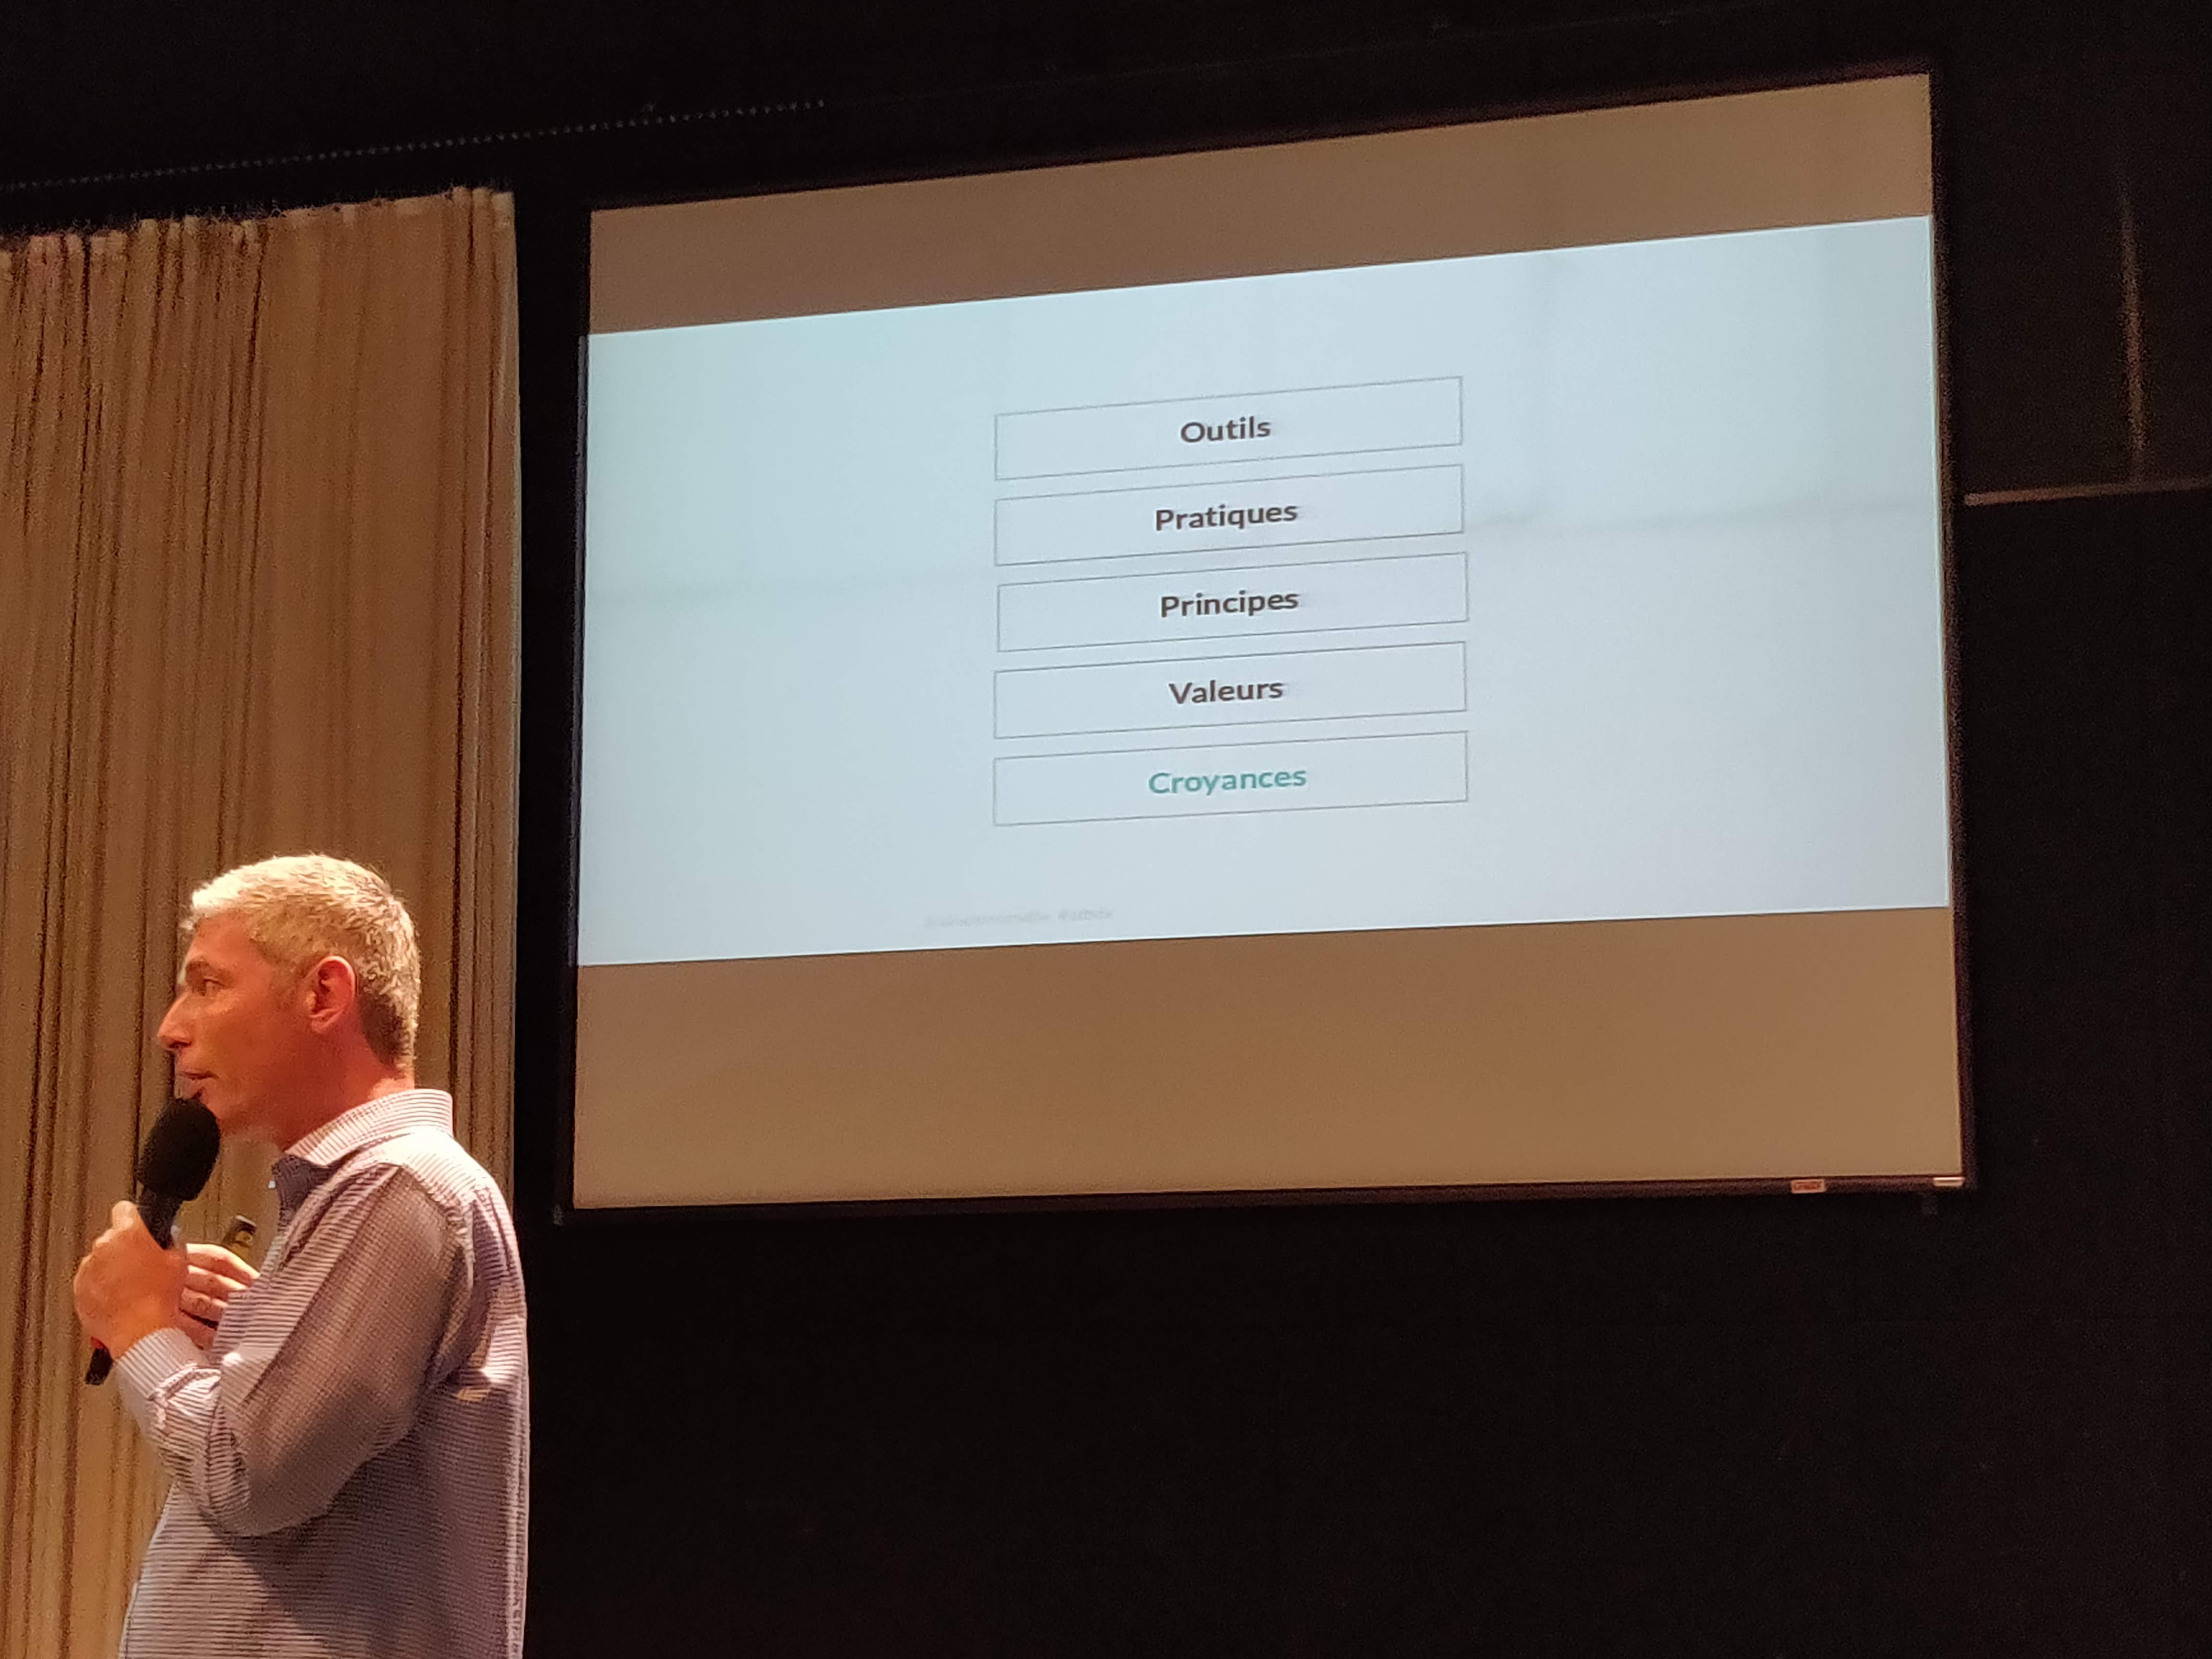 Outils
Pratiques
Principes
Valeurs
Croyances